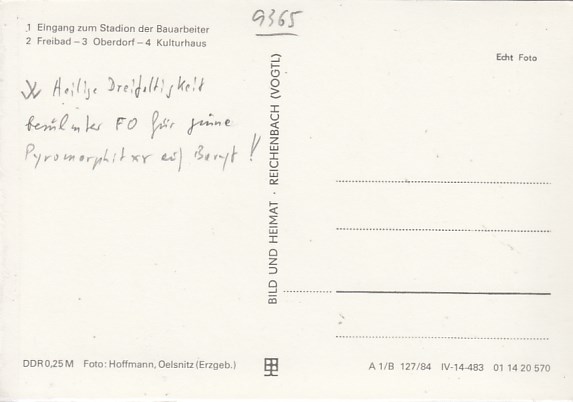 9365
1 Eingang zum Stadion der Bauarbeiter
2 Freibad – 3 Oberdorf – 4 Kulturhaus
Echt Foto
Heilige Dreifaltigkeit
berühmter FO für grüne
Pyromorphit xx auf Baryt!
BILD UND HEIMAT · REICHENBACH (VOGTL)
DDR 0,25 M Foto: Hoffmann, Oelsnitz (Erzgeb.)
A 1/B 127/84 IV-14-483 01 14 20 570